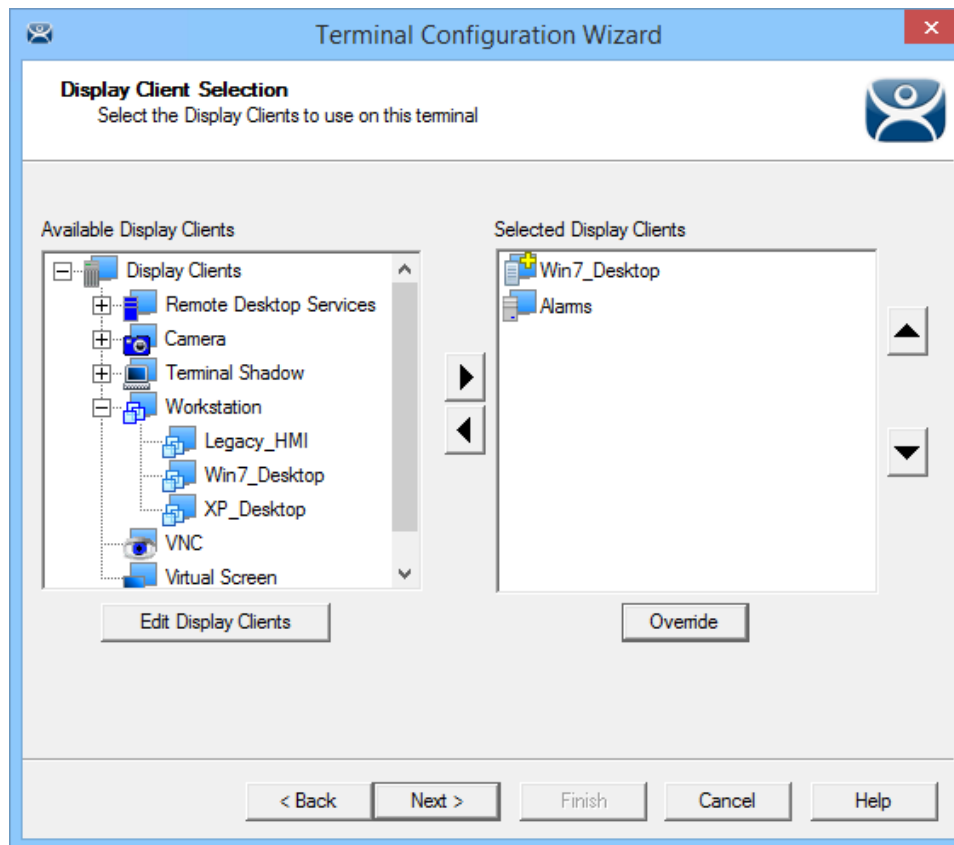 Terminal Configuration Wizard
Display Client Selection
Select the Display Clients to use on this terminal
Available Display Clients
Display Clients
Remote Desktop Services
Camera
Terminal Shadow
Workstation
Legacy_HMI
Win7_Desktop
XP_Desktop
VNC
Virtual Screen
Edit Display Clients
Selected Display Clients
Win7_Desktop
Alarms
Override
< Back
Next >
Finish
Cancel
Help